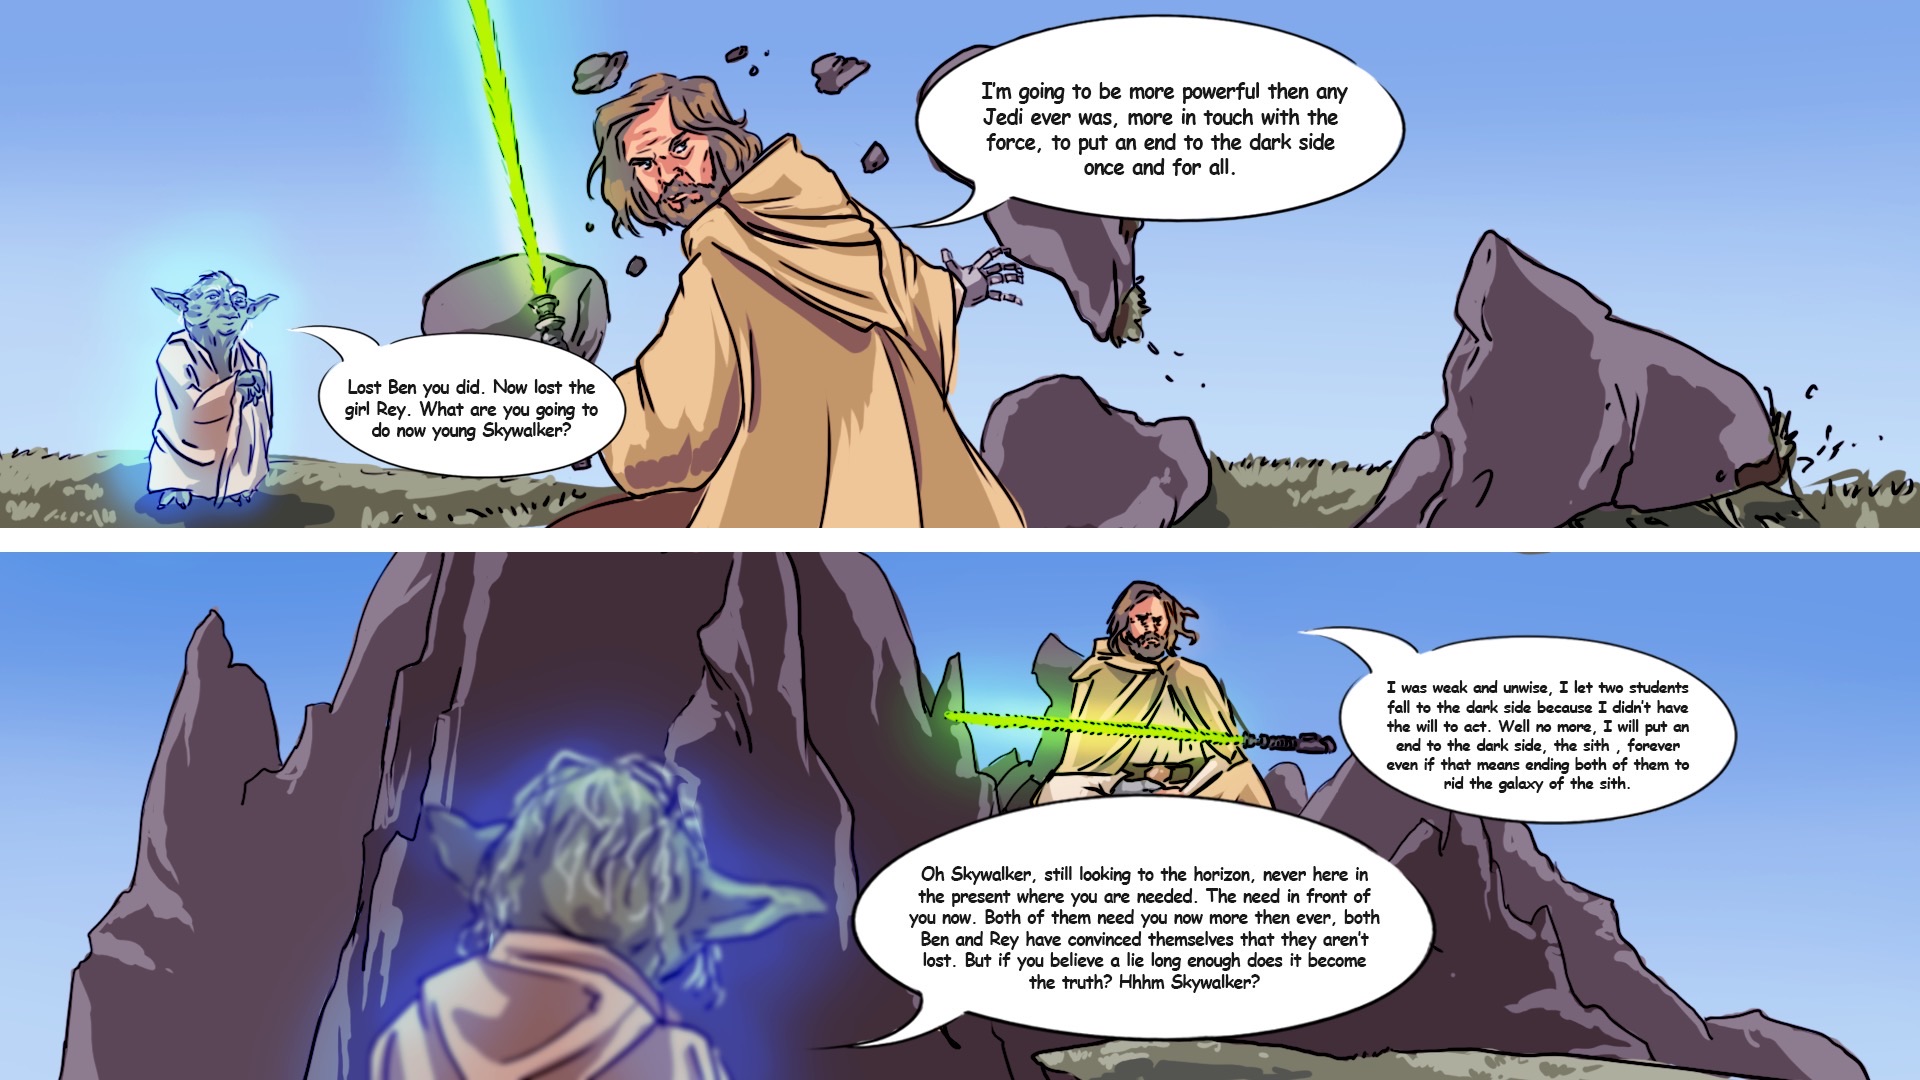 Lost Ben you did. Now lost the
girl Rey. What are you going to
do now young Skywalker?
I'm going to be more powerful then any
Jedi ever was, more in touch with the
force, to put an end to the dark side
once and for all.
I was weak and unwise, I let two students
fall to the dark side because I didn't have
the will to act. Well no more, I will put an
end to the dark side, the sith , forever
even if that means ending both of them to
rid the galaxy of the sith.
Oh Skywalker, still looking to the horizon, never here in
the present where you are needed. The need in front of
you now. Both of them need you now more then ever, both
Ben and Rey have convinced themselves that they aren't
lost. But if you believe a lie long enough does it become
the truth? Hhhm Skywalker?